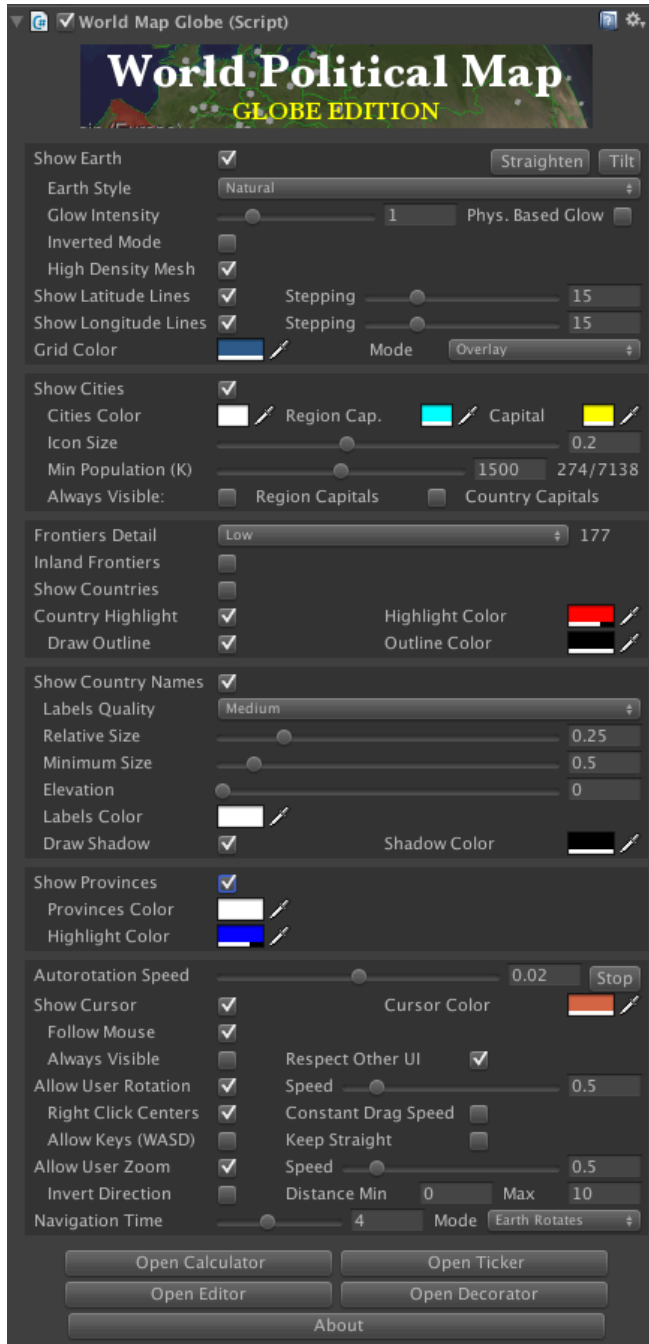 World Map Globe (Script)
World Political Map
GLOBE EDITION
Show Earth Straighten Tilt
Earth Style Natural
Glow Intensity 1 Phys. Based Glow
Inverted Mode
High Density Mesh
Show Latitude Lines Stepping 15
Show Longitude Lines Stepping 15
Grid Color Mode Overlay
Show Cities
Cities Color Region Cap. Capital
Icon Size 0.2
Min Population (K) 1500 274/7138
Always Visible: Region Capitals Country Capitals
Frontiers Detail Low 177
Inland Frontiers
Show Countries
Country Highlight Highlight Color
Draw Outline Outline Color
Show Country Names
Labels Quality Medium
Relative Size 0.25
Minimum Size 0.5
Elevation 0
Labels Color
Draw Shadow Shadow Color
Show Provinces
Provinces Color
Highlight Color
Autorotation Speed 0.02 Stop
Show Cursor Cursor Color
Follow Mouse
Always Visible Respect Other UI
Allow User Rotation Speed 0.5
Right Click Centers Constant Drag Speed
Allow Keys (WASD) Keep Straight
Allow User Zoom Speed 0.5
Invert Direction Distance Min 0 Max 10
Navigation Time 4 Mode Earth Rotates
Open Calculator Open Ticker
Open Editor Open Decorator
About